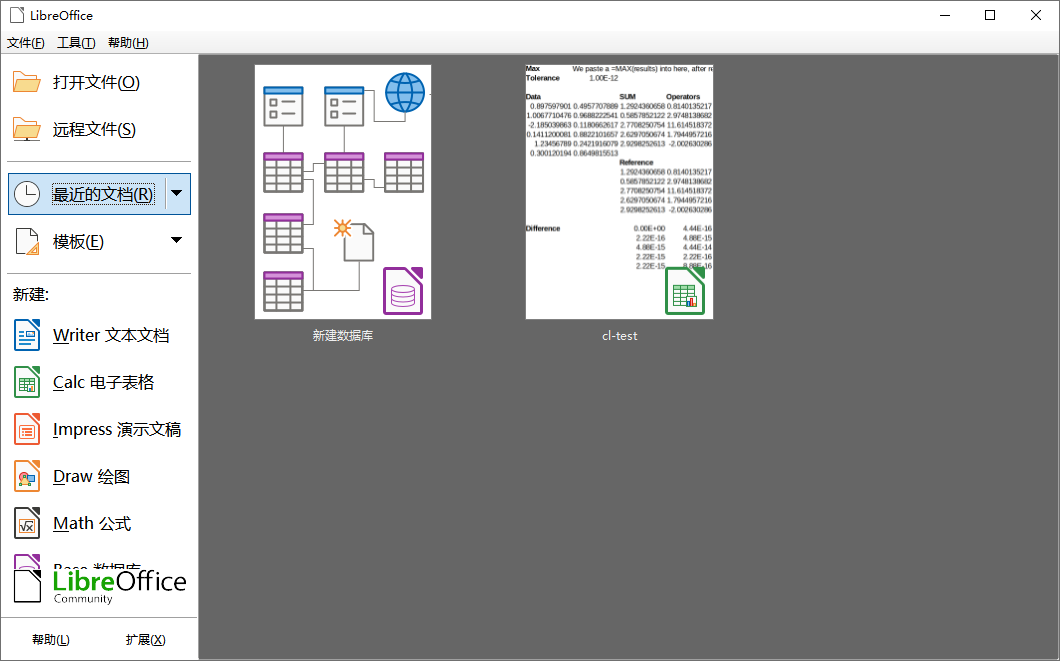 LibreOffice
文件(F) 工具(T) 帮助(H)
打开文件(O)
远程文件(S)
最近的文档(R)
模板(E)
新建:
Writer 文本文档
Calc 电子表格
Impress 演示文稿
Draw 绘图
Math 公式
Base 数据库
LibreOffice
Community
帮助(L) 扩展(X)
新建数据库
Max We paste a =MAX(results) into here, after re
Tolerance 1.00E-12
Data SUM Operators
0.897597901 0.4957707889 1.2924360658 0.8140135217
1.0067710476 0.9688222541 0.5857852122 2.9748138682
-2.185039863 0.1180662617 2.7708250754 11.614518372
0.1411200081 0.8822101657 2.6297050674 1.7944957216
1.23456789 0.2421916079 2.9298252613 -2.002630286
0.300120194 0.8649815513
Reference
1.2924360658 0.8140135217
0.5857852122 2.9748138682
2.7708250754 11.614518372
2.6297050674 1.7944957216
2.9298252613 -2.002630286
Difference 0.00E+00 4.44E-16
2.22E-16 4.88E-15
4.88E-15 4.44E-14
2.22E-15 2.22E-16
2.22E-15 8.88E-16
cl-test